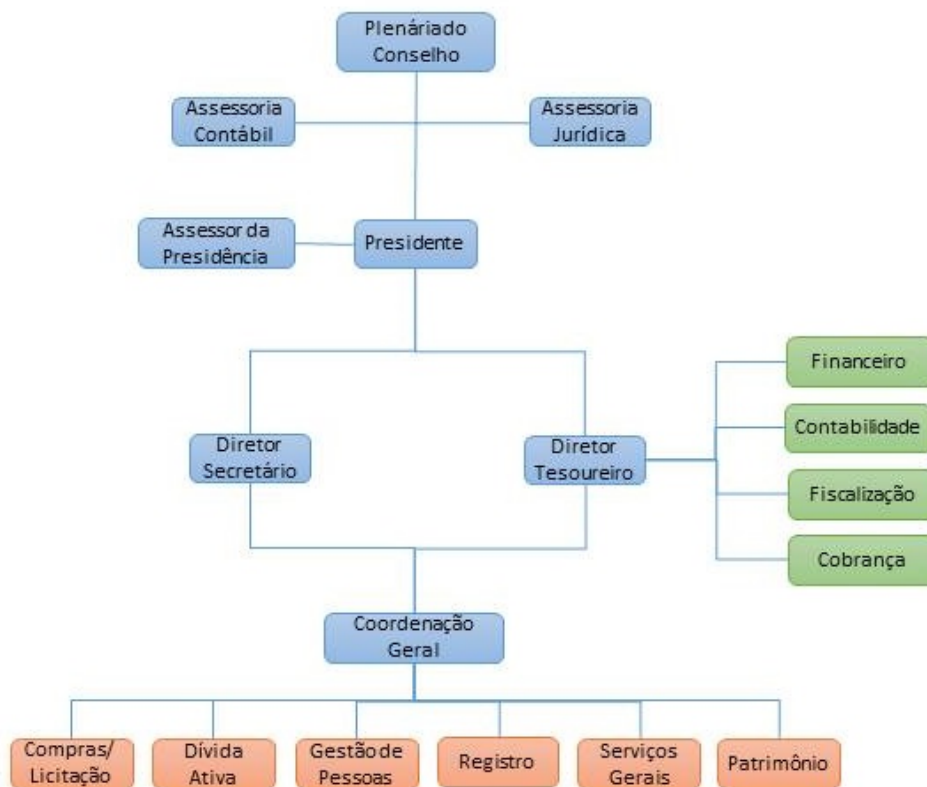 Plenáriado
Conselho
Assessoria
Contábil
Assessoria
Jurídica
Assessor da
Presidência
Presidente
Financeiro
Contabilidade
Diretor
Secretário
Diretor
Tesoureiro
Fiscalização
Cobrança
Coordenação
Geral
Compras/
Licitação
Dívida
Ativa
Gestão de
Pessoas
Registro
Serviços
Gerais
Patrimônio